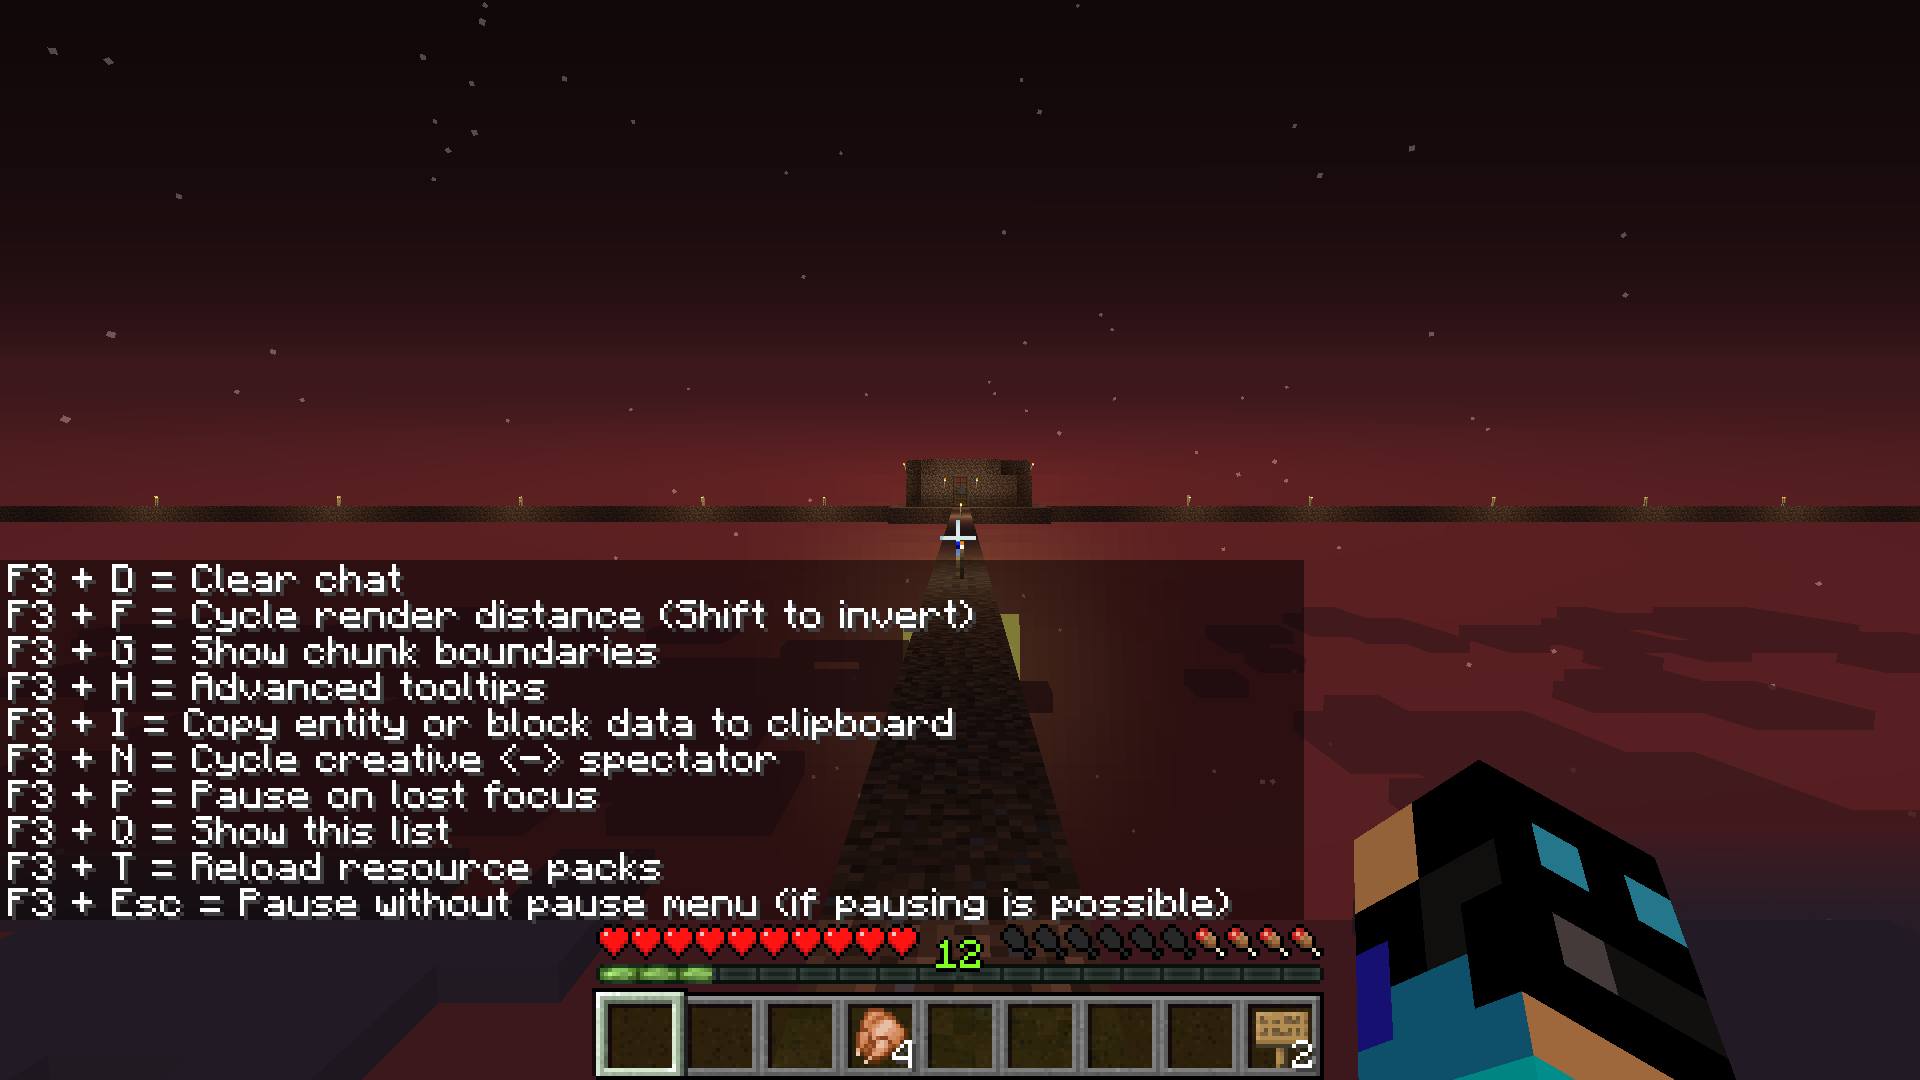 F3 + D = Clear chat
F3 + F = Cycle render distance (Shift to invert)
F3 + G = Show chunk boundaries
F3 + H = Advanced tooltips
F3 + I = Copy entity or block data to clipboard
F3 + N = Cycle creative <-> spectator
F3 + P = Pause on lost focus
F3 + Q = Show this list
F3 + T = Reload resource packs
F3 + Esc = Pause without pause menu (if pausing is possible)
12
4
2